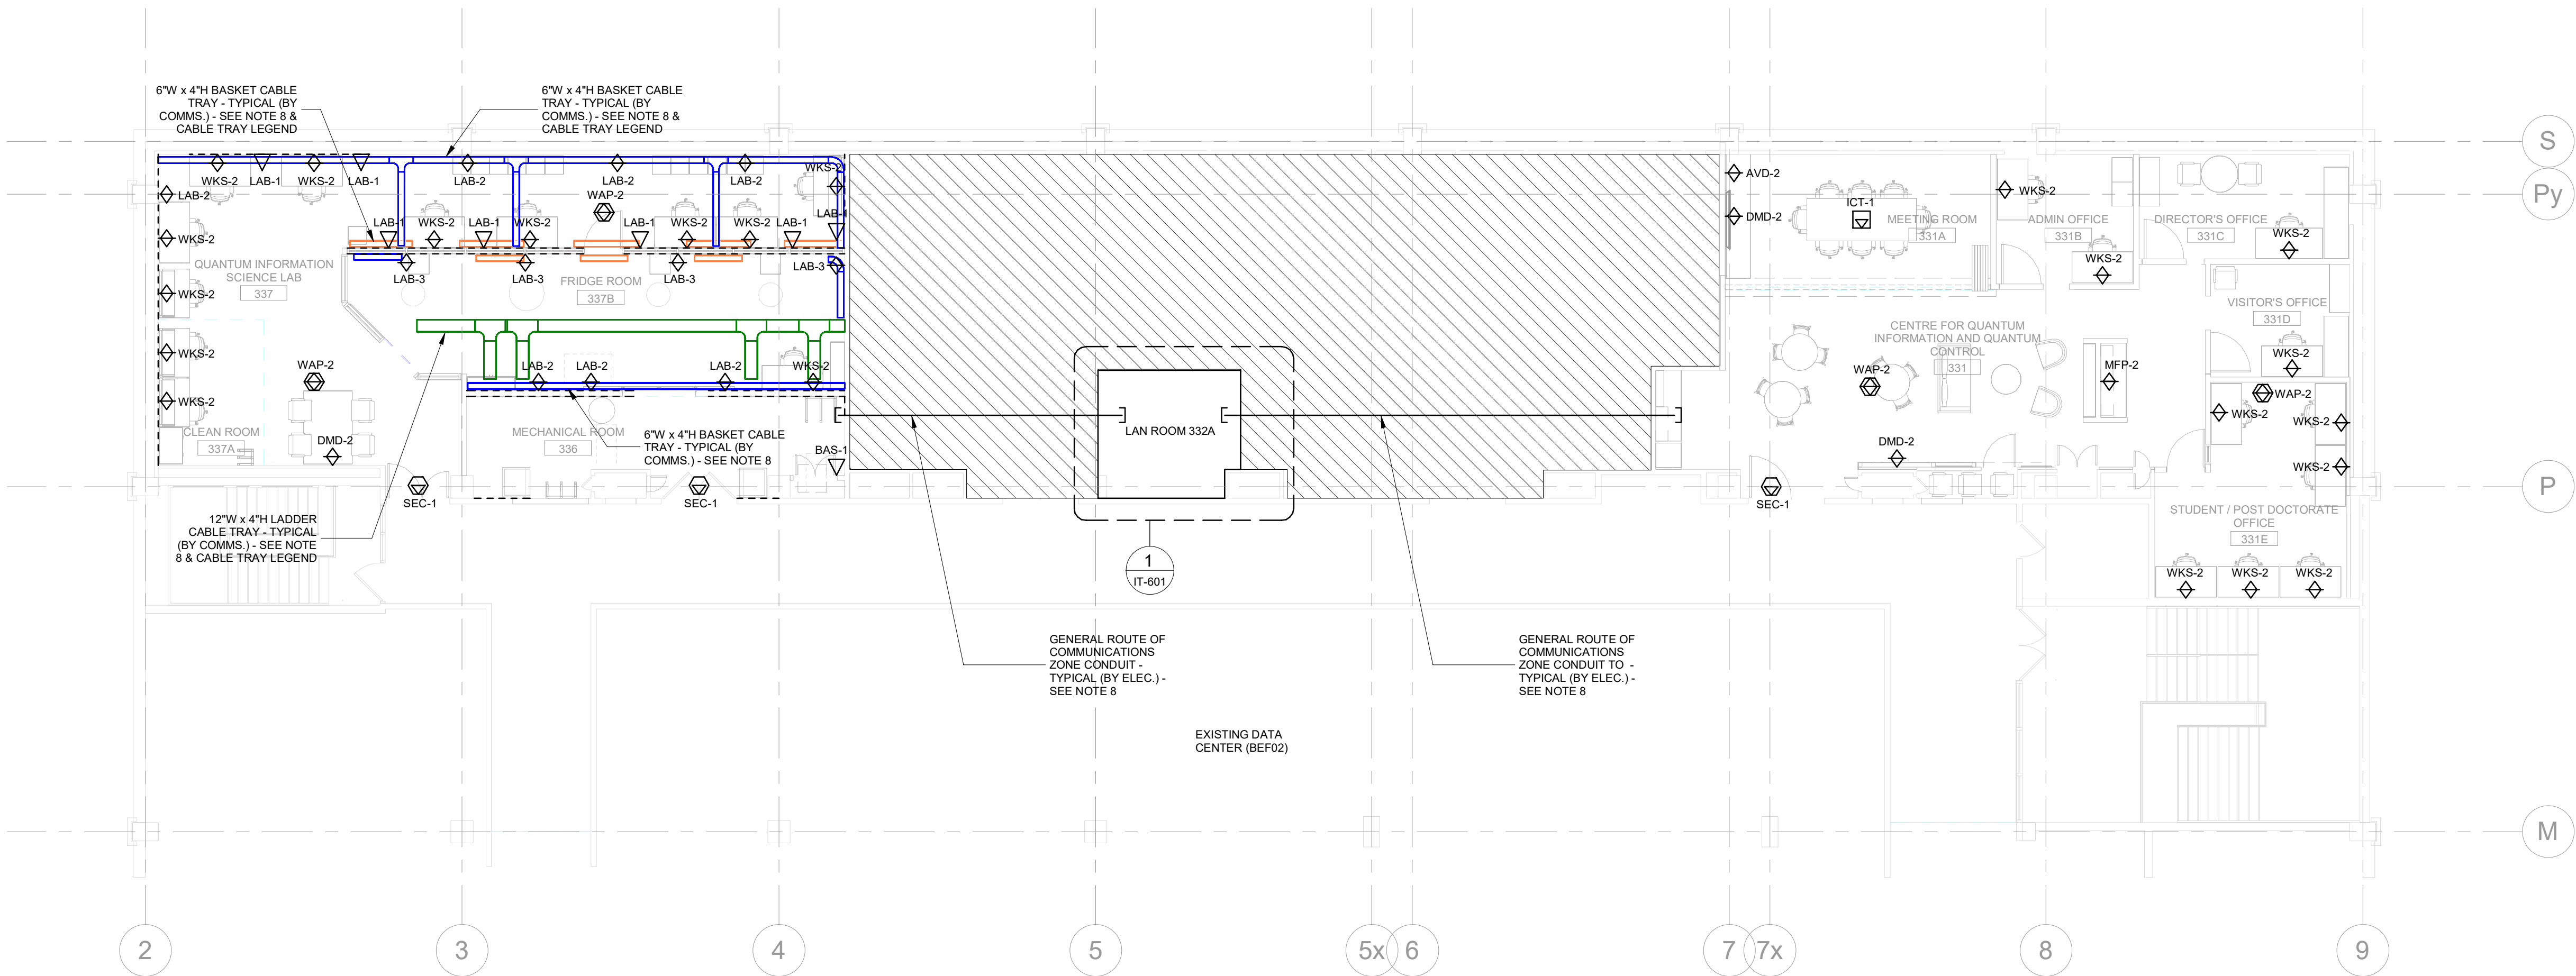 6"W x 4"H BASKET CABLE
TRAY - TYPICAL (BY
COMMS.) - SEE NOTE 8 &
CABLE TRAY LEGEND
6"W x 4"H BASKET CABLE
TRAY - TYPICAL (BY
COMMS.) - SEE NOTE 8 &
CABLE TRAY LEGEND
S
Py
P
M
WKS-2
LAB-1
WKS-2
LAB-1
LAB-2
LAB-2
LAB-2
WKS-2
LAB-2
WAP-2
LAB-1
WKS-2
LAB-1
WKS-2
LAB-1
WKS-2
WKS-2
LAB-1
LAB-1
WKS-2
QUANTUM INFORMATION
SCIENCE LAB
337
LAB-3
LAB-3
LAB-3
LAB-3
FRIDGE ROOM
337B
WKS-2
WKS-2
WKS-2
WAP-2
LAB-2
LAB-2
LAB-2
WKS-2
CLEAN ROOM
337A
DMD-2
MECHANICAL ROOM
336
6"W x 4"H BASKET CABLE
TRAY - TYPICAL (BY
COMMS.) - SEE NOTE 8
BAS-1
SEC-1
SEC-1
12"W x 4"H LADDER
CABLE TRAY - TYPICAL
(BY COMMS.) - SEE NOTE
8 & CABLE TRAY LEGEND
LAN ROOM 332A
1
IT-601
GENERAL ROUTE OF
COMMUNICATIONS
ZONE CONDUIT -
TYPICAL (BY ELEC.) -
SEE NOTE 8
GENERAL ROUTE OF
COMMUNICATIONS
ZONE CONDUIT TO -
TYPICAL (BY ELEC.) -
SEE NOTE 8
EXISTING DATA
CENTER (BEF02)
AVD-2
DMD-2
ICT-1
MEETING ROOM
331A
WKS-2
ADMIN OFFICE
331B
WKS-2
DIRECTOR'S OFFICE
331C
WKS-2
VISITOR'S OFFICE
331D
WKS-2
CENTRE FOR QUANTUM
INFORMATION AND QUANTUM
CONTROL
331
WAP-2
MFP-2
WAP-2
WKS-2
WKS-2
WKS-2
DMD-2
SEC-1
STUDENT / POST DOCTORATE
OFFICE
331E
WKS-2
WKS-2
WKS-2
2
3
4
5
5x
6
7
7x
8
9